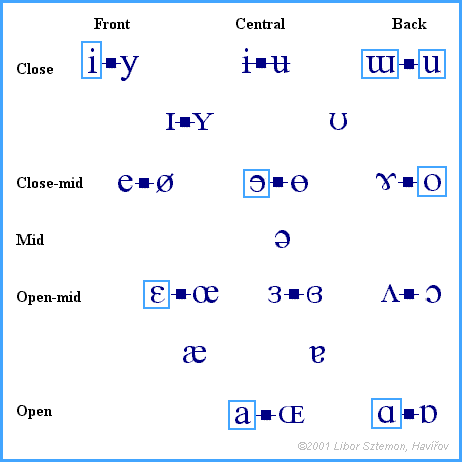 Front Central Back
Close i y ɨ ʉ ɯ u
ɪ ʏ ʊ
Close-mid e ø ɘ ɵ ɤ o
Mid ə
Open-mid ɛ œ ɜ ɞ ʌ ɔ
æ ɐ
Open a ɶ ɑ ɒ
©2001 Libor Sztemon, Havířov